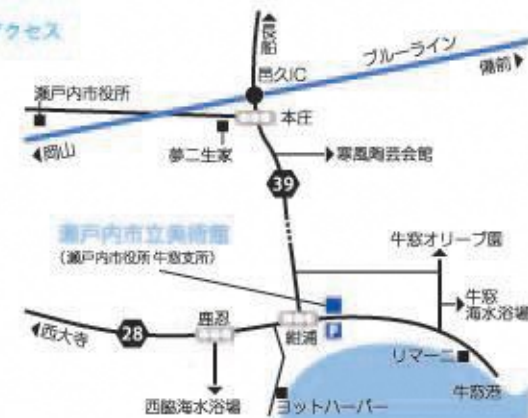 アクセス
長船
邑久IC
ブルーライン
備前
瀬戸内市役所
本庄
岡山
夢二生家
寒風陶芸会館
39
瀬戸内市立美術館
(瀬戸内市役所 牛窓支所)
牛窓オリーブ園
牛窓
海水浴場
西大寺
28
鹿忍
紺浦
P
リマーニ
西脇海水浴場
ヨットハーバー
牛窓港